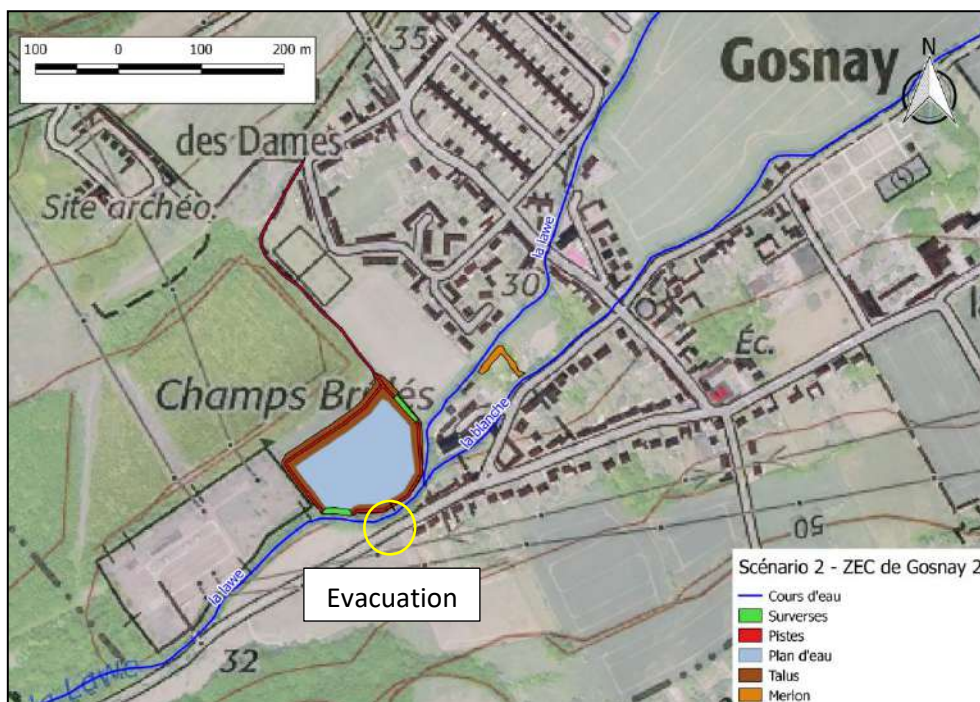 100 0 100 200 m
35
Gosnay
N
des Dames
Site archéo.
la lawe
30
Éc.
Champs Brûlés
la blanche
50
Evacuation
la lawe
32
la Lawe
Scénario 2 - ZEC de Gosnay 2
Cours d'eau
Surverses
Pistes
Plan d'eau
Talus
Merlon